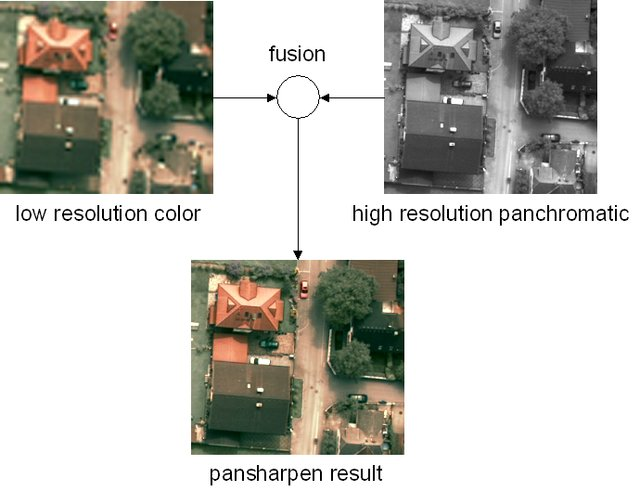 fusion
low resolution color
high resolution panchromatic
pansharpen result